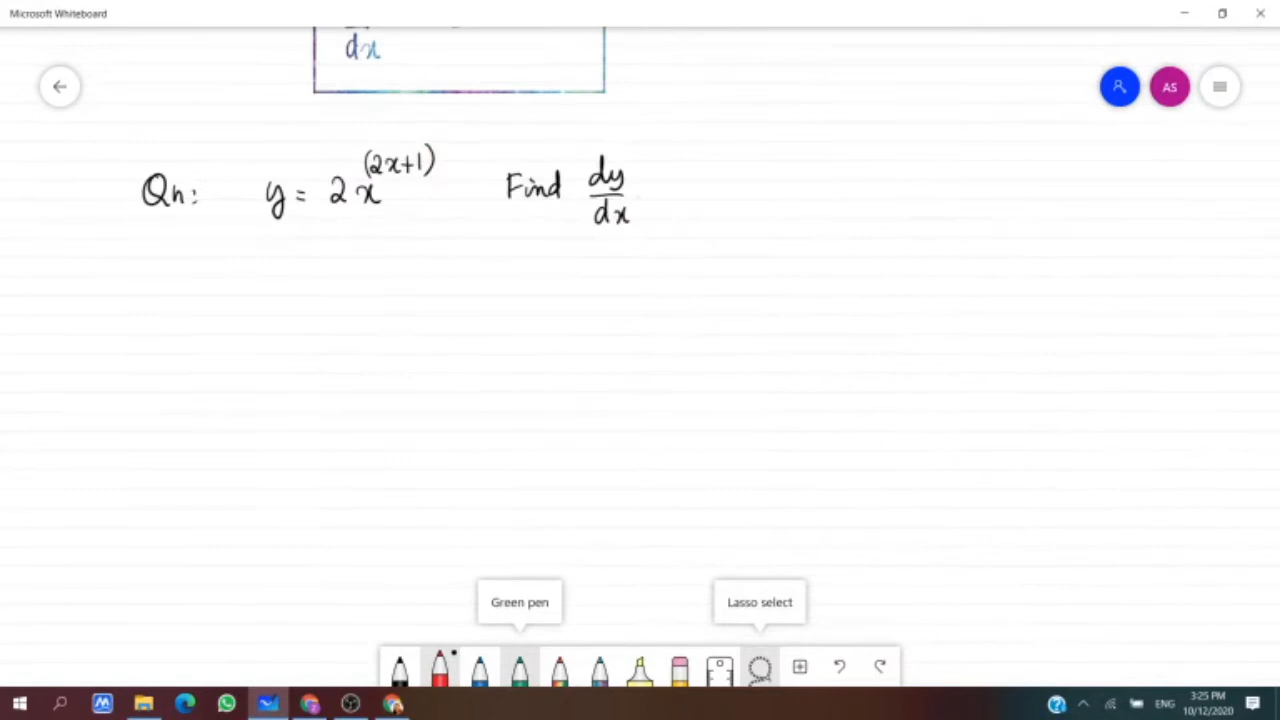 Microsoft Whiteboard
dx
AS
Qn: y = 2x^(2x+1) Find dy/dx
Green pen
Lasso select
ENG
3:25 PM
10/12/2020